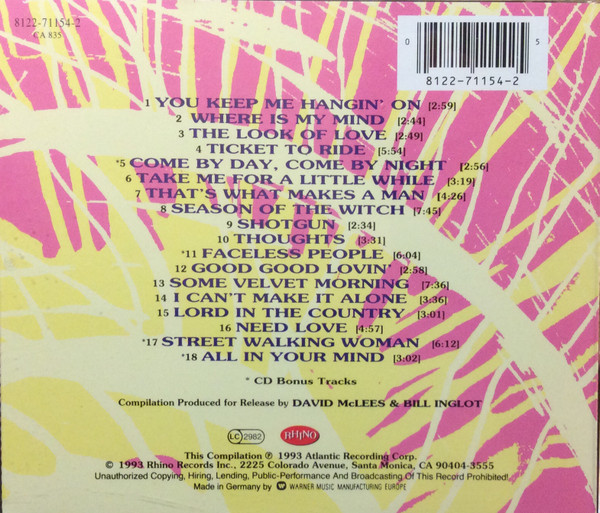 8122-71154-2
CA 835
0 5
8122-71154-2
1 YOU KEEP ME HANGIN' ON [2:59]
2 WHERE IS MY MIND [2:44]
3 THE LOOK OF LOVE [2:49]
4 TICKET TO RIDE [5:54]
*5 COME BY DAY, COME BY NIGHT [2:56]
6 TAKE ME FOR A LITTLE WHILE [3:19]
7 THAT'S WHAT MAKES A MAN [4:26]
8 SEASON OF THE WITCH [7:45]
9 SHOTGUN [2:34]
10 THOUGHTS [3:31]
*11 FACELESS PEOPLE [6:04]
12 GOOD GOOD LOVIN' [2:58]
13 SOME VELVET MORNING [7:36]
14 I CAN'T MAKE IT ALONE [3:36]
15 LORD IN THE COUNTRY [3:01]
16 NEED LOVE [4:57]
*17 STREET WALKING WOMAN [6:12]
*18 ALL IN YOUR MIND [3:02]
* CD Bonus Tracks
Compilation Produced for Release by DAVID McLEES & BILL INGLOT
LC 2982 RHINO
This Compilation ℗ 1993 Atlantic Recording Corp.
© 1993 Rhino Records Inc., 2225 Colorado Avenue, Santa Monica, CA 90404-3555
Unauthorized Copying, Hiring, Lending, Public-Performance And Broadcasting Of This Record Prohibited!
Made in Germany by WARNER MUSIC MANUFACTURING EUROPE